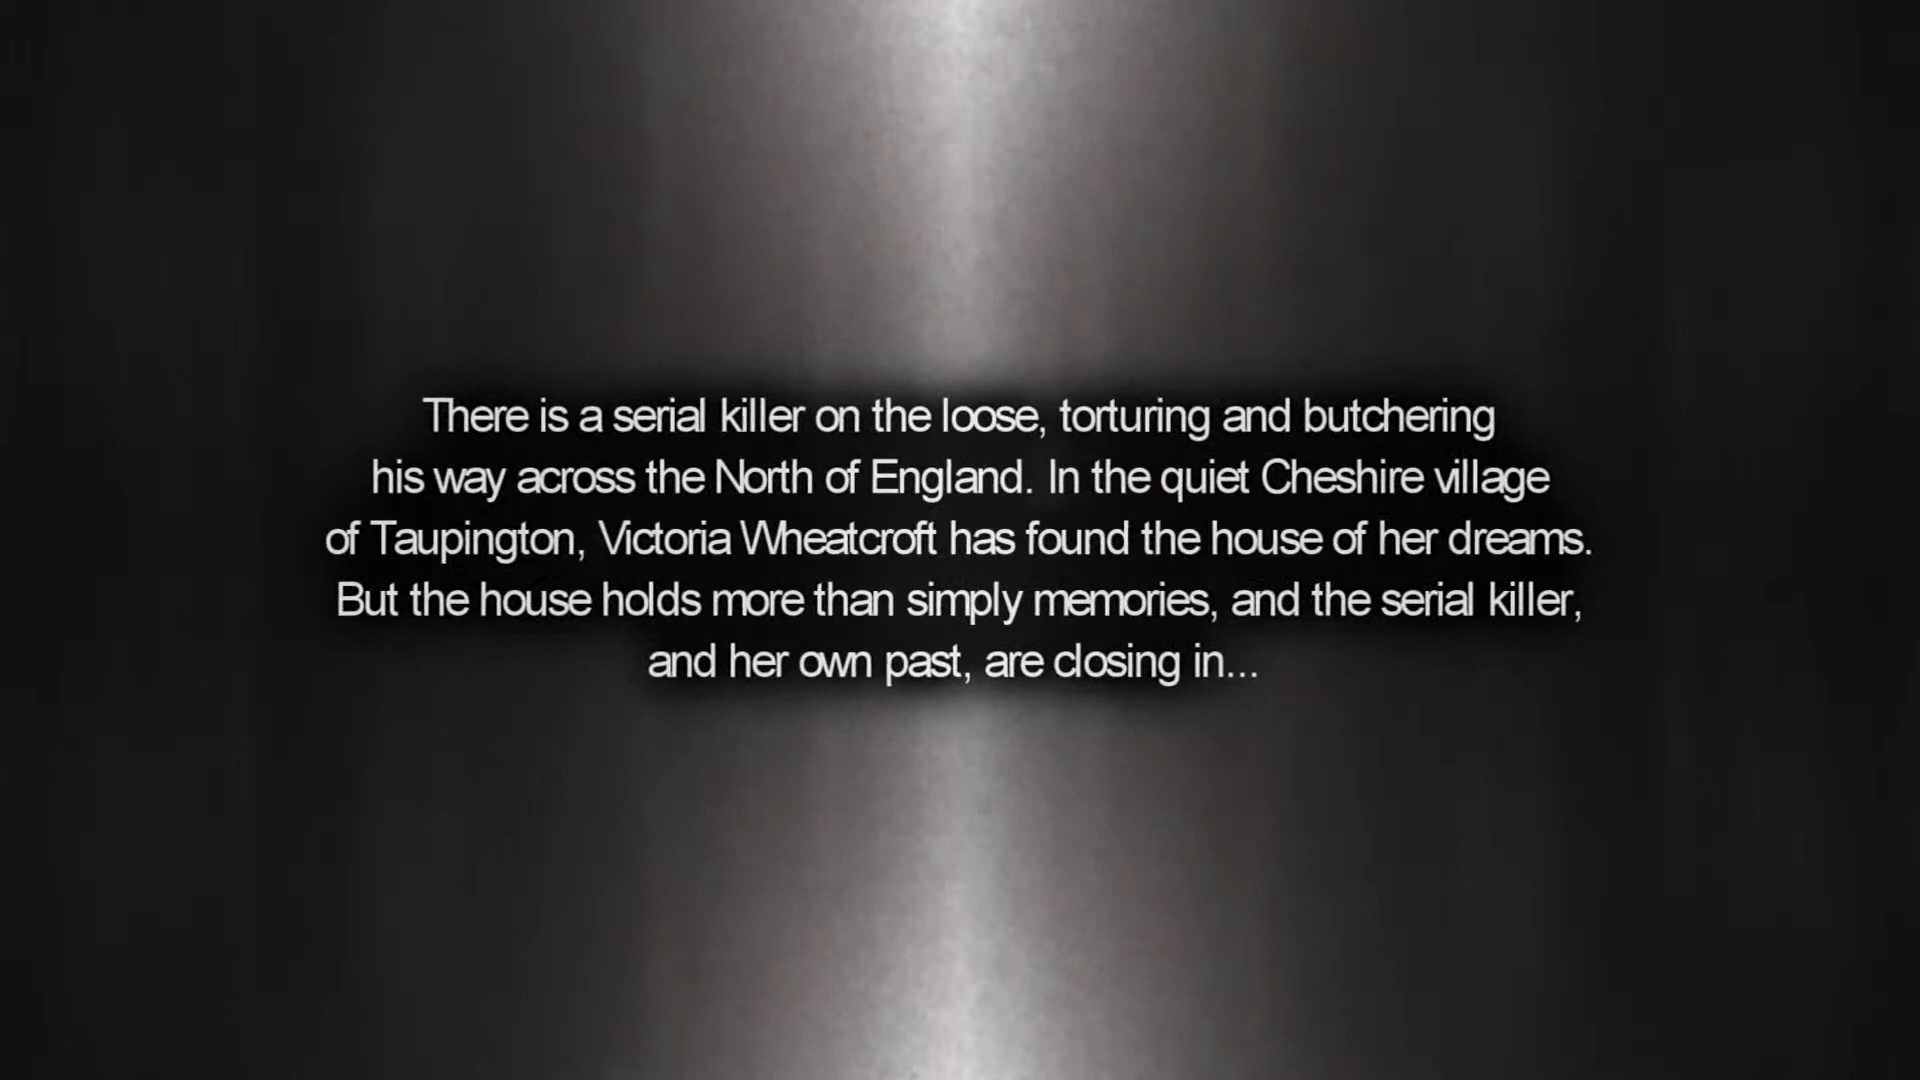 There is a serial killer on the loose, torturing and butchering
his way across the North of England. In the quiet Cheshire village
of Taupington, Victoria Wheatcroft has found the house of her dreams.
But the house holds more than simply memories, and the serial killer,
and her own past, are closing in...